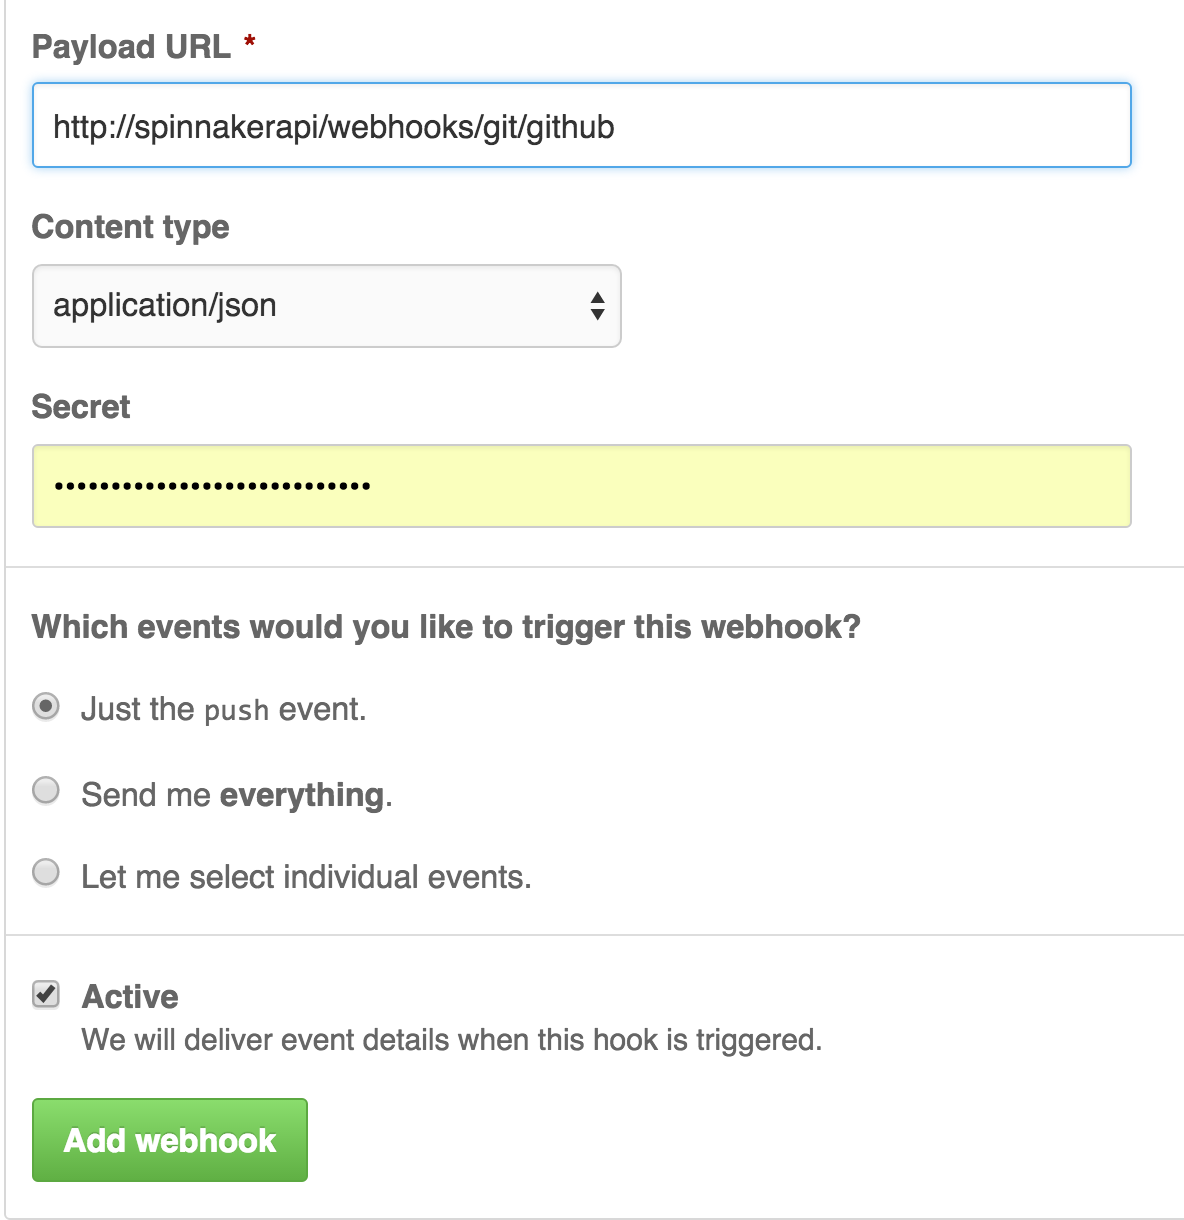 Payload URL *
http://spinnakerapi/webhooks/git/github
Content type
application/json
Secret
••••••••••••••••••••••••••••
Which events would you like to trigger this webhook?
Just the push event.
Send me everything.
Let me select individual events.
Active
We will deliver event details when this hook is triggered.
Add webhook